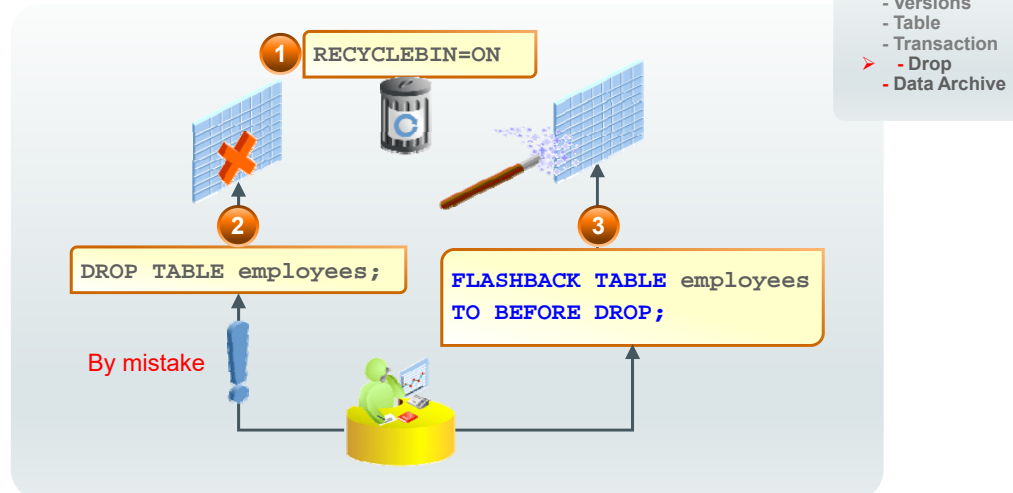 - Versions
- Table
- Transaction
➢ - Drop
- Data Archive
1
RECYCLEBIN=ON
2
3
DROP TABLE employees;
FLASHBACK TABLE employees
TO BEFORE DROP;
By mistake